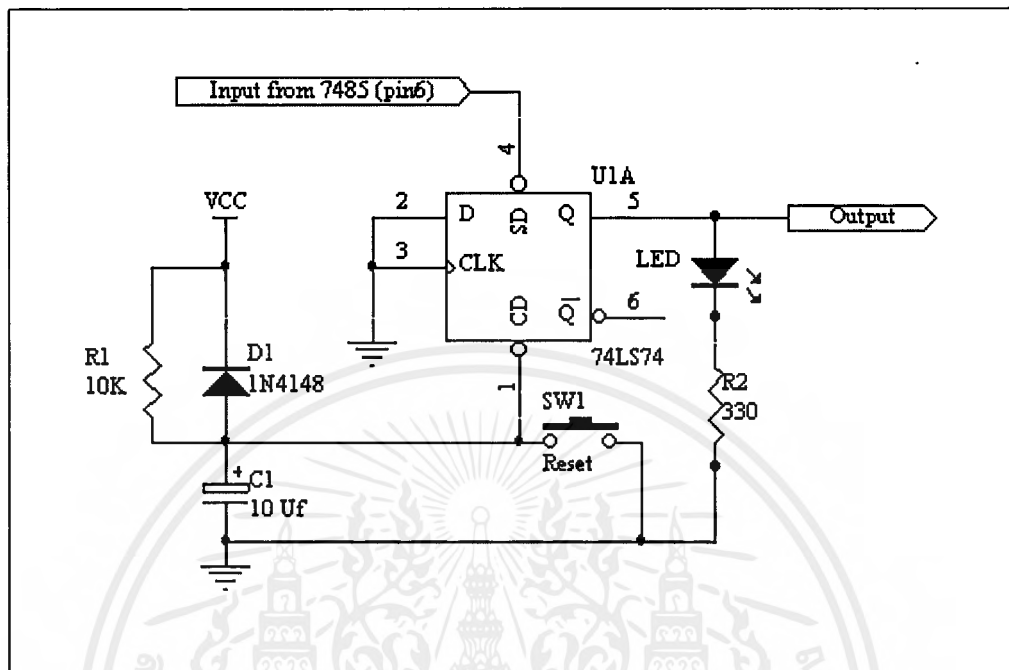 Input from 7485 (pin6)
4
U1A
VCC
2
D
SD
Q
5
Output
3
CLK
LED
CD
Q
6
74LS74
R1
10K
D1
1N4148
1
SW1
Reset
R2
330
+
C1
10 Uf